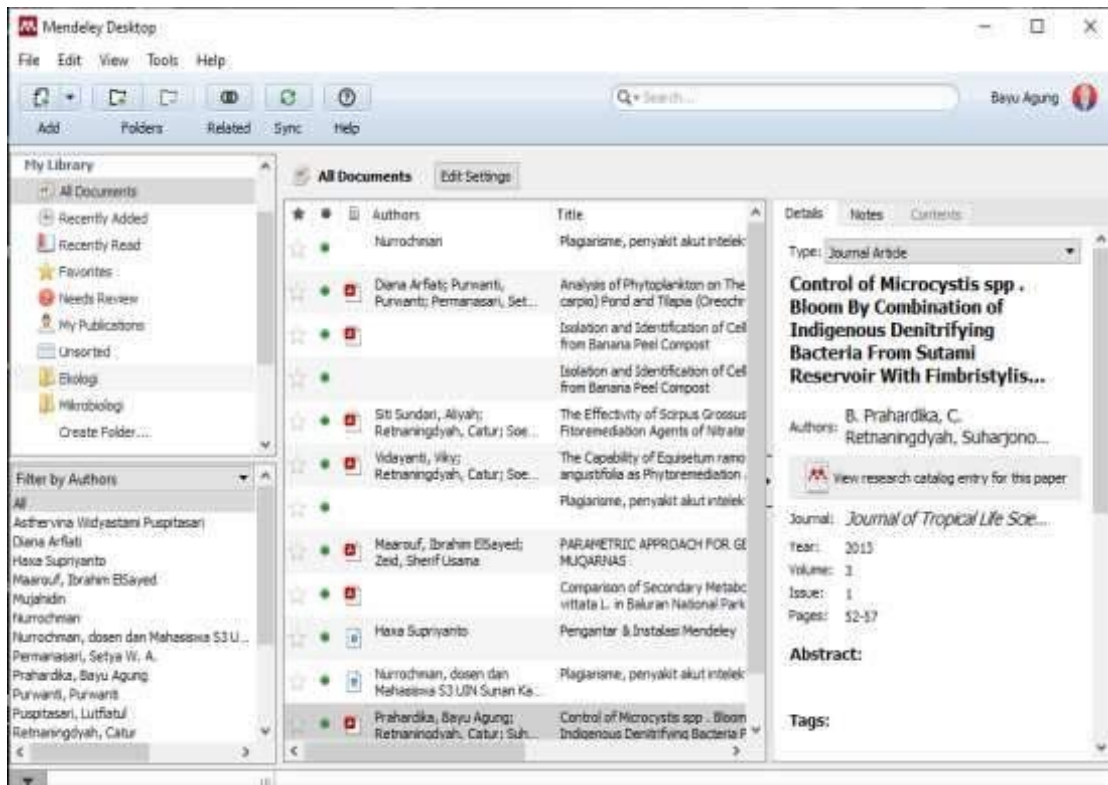 Mendeley Desktop
File Edit View Tools Help
Search...
Bayu Agung
Add Folders Related Sync Help
My Library
All Documents
Recently Added
Recently Read
Favorites
Needs Review
My Publications
Unsorted
Ekologi
Mikrobiologi
Create Folder...
Filter by Authors
All
Asthervina Widyastami Puspitasari
Diana Arfiati
Haxa Supriyanto
Maarouf, Ibrahim ElSayed
Mujahidin
Nurrochman
Nurrochman, dosen dan Mahasiswa S3 U...
Permanasari, Setya W. A.
Prahardika, Bayu Agung
Purwanti, Purwanti
Puspitasari, Lutfiatul
Retnaningdyah, Catur
All Documents Edit Settings
Authors Title
Nurrochman Plagiarisme, penyakit akut intelek
Diana Arfiati; Purwanti, Analysis of Phytoplankton on The
Purwanti; Permanasari, Set... carpio) Pond and Tilapia (Oreochr
Isolation and Identification of Cell
from Banana Peel Compost
Isolation and Identification of Cell
from Banana Peel Compost
Siti Sundari, Aliyah; The Effectivity of Scirpus Grossus
Retnaningdyah, Catur; Soe... Fitoremediation Agents of Nitrate
Vidayanti, Viky; The Capability of Equisetum ramo
Retnaningdyah, Catur; Soe... angustifolia as Phytoremediation
Plagiarisme, penyakit akut intelek
Maarouf, Ibrahim ElSayed; PARAMETRIC APPROACH FOR GE
Zeid, Sherif Usama MUQARNAS
Comparison of Secondary Metabc
vittata L. in Baluran National Park
Haxa Supriyanto Pengantar & Instalasi Mendeley
Nurrochman, dosen dan Plagiarisme, penyakit akut intelek
Mahasiswa S3 UIN Sunan Ka...
Prahardika, Bayu Agung; Control of Microcystis spp . Bloom
Retnaningdyah, Catur; Suh... Indigenous Denitrifying Bacteria F
Details Notes Contents
Type: Journal Article
Control of Microcystis spp .
Bloom By Combination of
Indigenous Denitrifying
Bacteria From Sutami
Reservoir With Fimbristylis...
Authors: B. Prahardika, C.
Retnaningdyah, Suharjono...
View research catalog entry for this paper
Journal: Journal of Tropical Life Scie...
Year: 2013
Volume: 3
Issue: 1
Pages: 52-57
Abstract:
Tags: